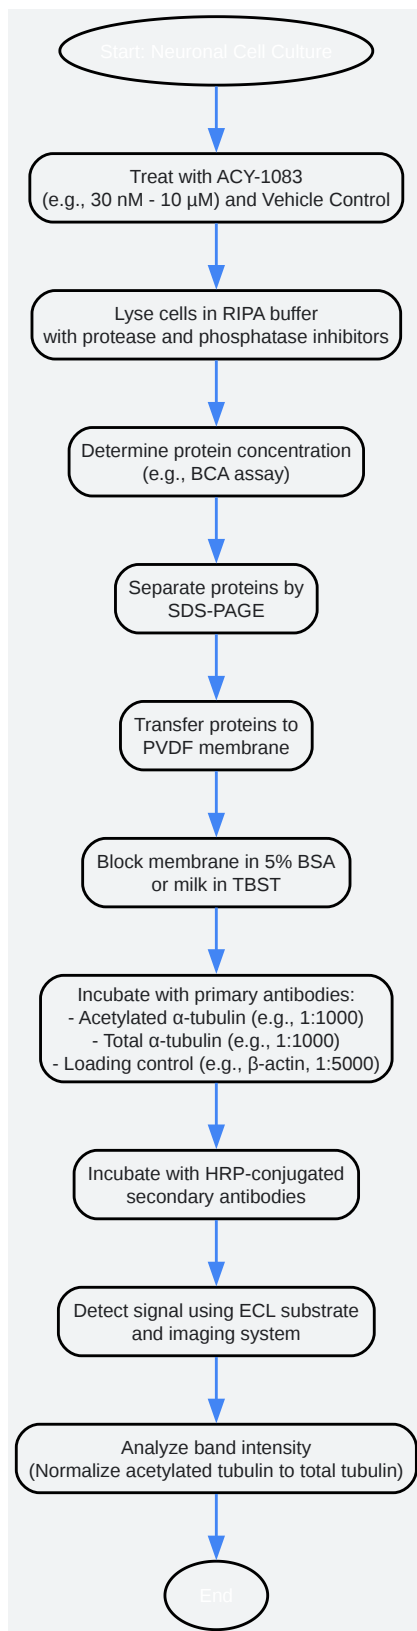 Start: Neuronal Cell Culture
Treat with ACY-1083
(e.g., 30 nM - 10 µM) and Vehicle Control
Lyse cells in RIPA buffer
with protease and phosphatase inhibitors
Determine protein concentration
(e.g., BCA assay)
Separate proteins by
SDS-PAGE
Transfer proteins to
PVDF membrane
Block membrane in 5% BSA
or milk in TBST
Incubate with primary antibodies:
- Acetylated α-tubulin (e.g., 1:1000)
- Total α-tubulin (e.g., 1:1000)
- Loading control (e.g., β-actin, 1:5000)
Incubate with HRP-conjugated
secondary antibodies
Detect signal using ECL substrate
and imaging system
Analyze band intensity
(Normalize acetylated tubulin to total tubulin)
End